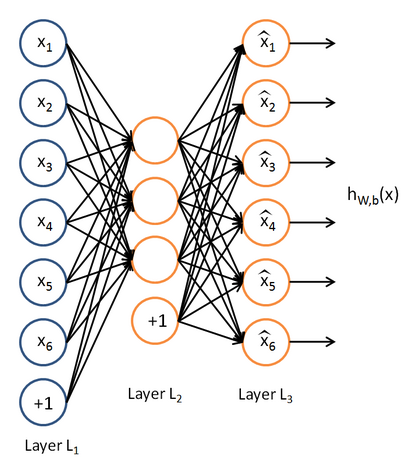 x₁
x₂
x₃
x₄
x₅
x₆
+1
Layer L₁
+1
Layer L₂
x̂₁
x̂₂
x̂₃
x̂₄
x̂₅
x̂₆
Layer L₃
h_W,b(x)